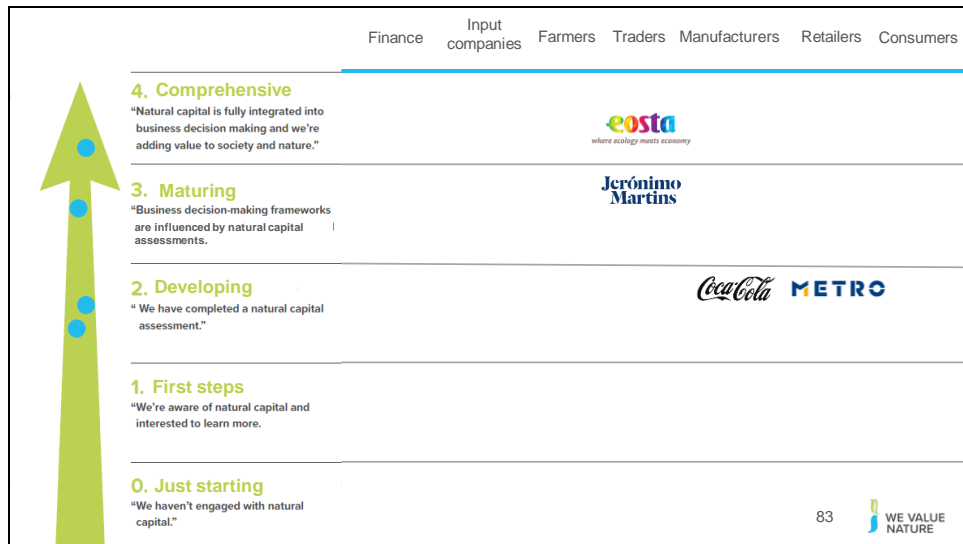 Finance
Input
companies
Farmers
Traders
Manufacturers
Retailers
Consumers
4. Comprehensive
“Natural capital is fully integrated into
business decision making and we’re
adding value to society and nature.”
eosta
where ecology meets economy
3. Maturing
“Business decision-making frameworks
are influenced by natural capital
assessments.
Jerónimo
Martins
2. Developing
“ We have completed a natural capital
assessment.”
Coca-Cola
METRO
1. First steps
“We’re aware of natural capital and
interested to learn more.
0. Just starting
“We haven’t engaged with natural
capital.”
83
WE VALUE
NATURE